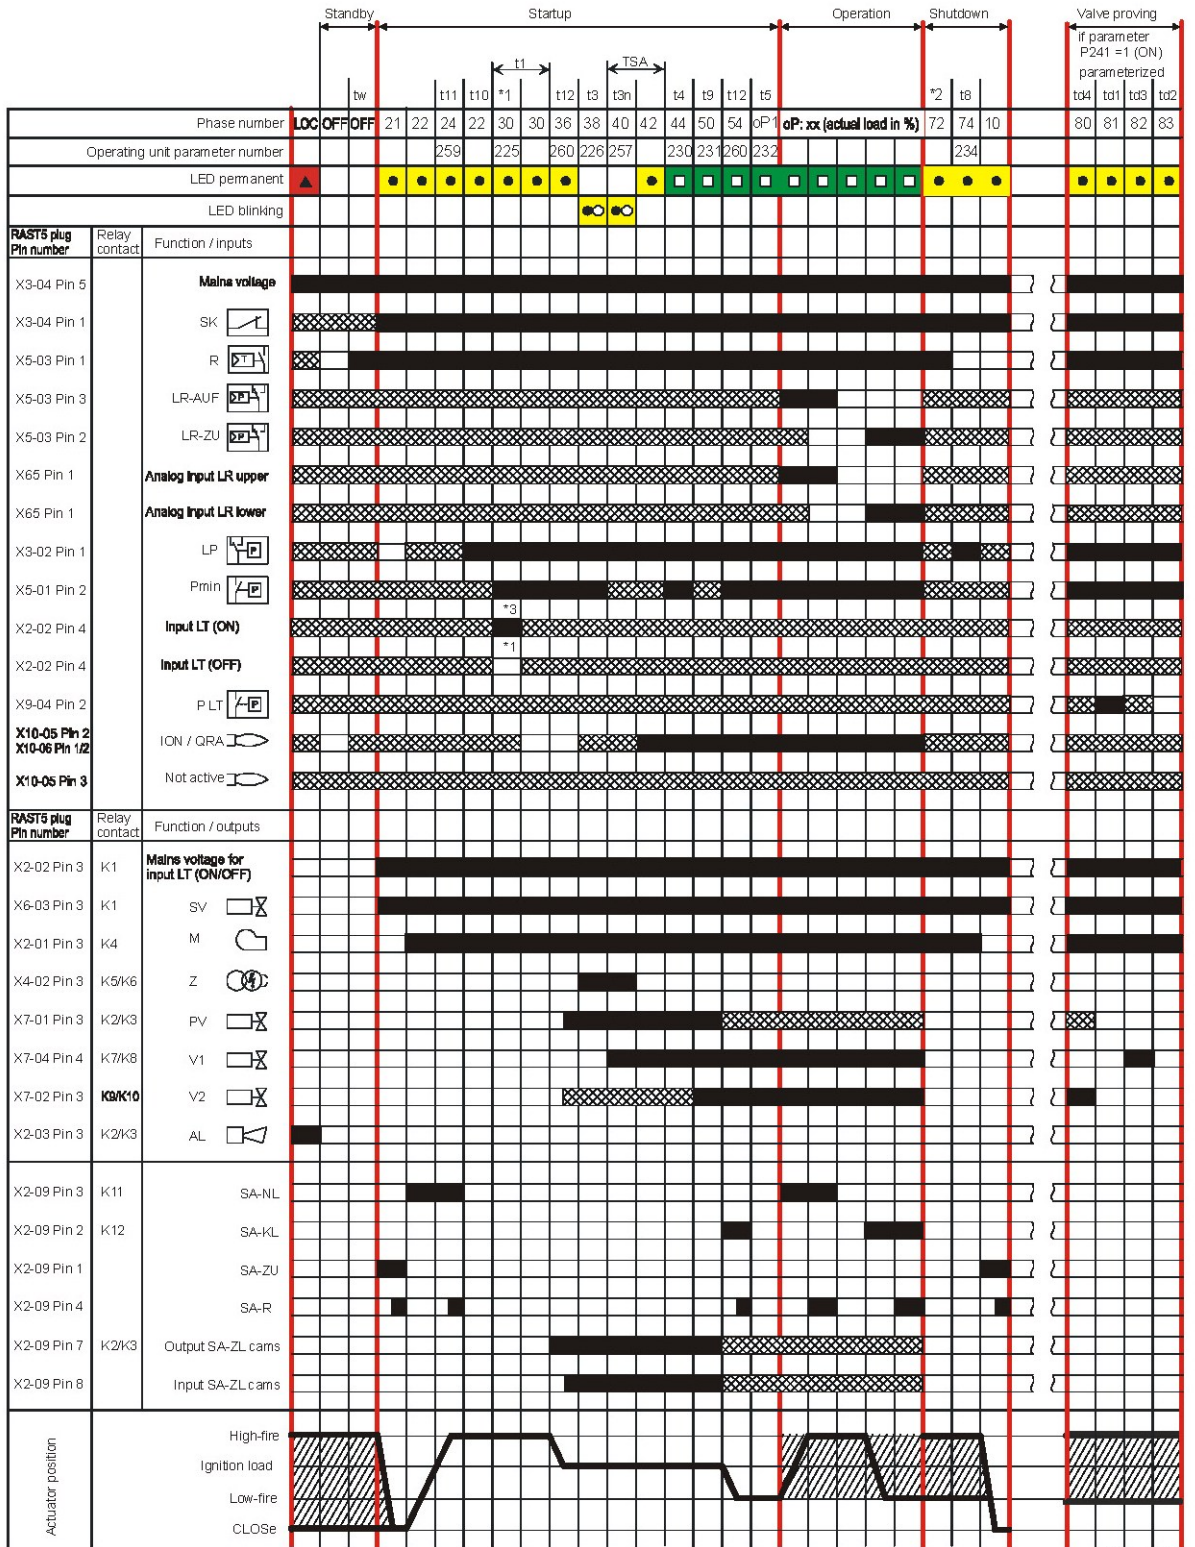 Standby Startup Operation Shutdown Valve proving
if parameter
P241 =1 (ON)
parameterized
t1 TSA
tw t11 t10 *1 t12 t3 t3n t4 t9 t12 t5 *2 t8 td4 td1 td3 td2
Phase number LOC OFF OFF 21 22 24 22 30 30 36 38 40 42 44 50 54 oP1 oP: xx (actual load in %) 72 74 10 80 81 82 83
Operating unit parameter number 259 225 260 226 257 230 231 260 232 234
LED permanent
LED blinking
RAST5 plug Pin number Relay contact Function / inputs
X3-04 Pin 5 Mains voltage
X3-04 Pin 1 SK
X5-03 Pin 1 R T
X5-03 Pin 3 LR-AUF P
X5-03 Pin 2 LR-ZU P
X65 Pin 1 Analog Input LR upper
X65 Pin 1 Analog Input LR lower
X3-02 Pin 1 LP P
X5-01 Pin 2 Pmin P
*3
X2-02 Pin 4 Input LT (ON)
*1
X2-02 Pin 4 Input LT (OFF)
X9-04 Pin 2 P LT P
X10-05 Pin 2
X10-06 Pin 1/2 ION / QRA
X10-05 Pin 3 Not active
RAST5 plug Pin number Relay contact Function / outputs
X2-02 Pin 3 K1 Mains voltage for input LT (ON/OFF)
X6-03 Pin 3 K1 SV
X2-01 Pin 3 K4 M
X4-02 Pin 3 K5/K6 Z
X7-01 Pin 3 K2/K3 PV
X7-04 Pin 4 K7/K8 V1
X7-02 Pin 3 K9/K10 V2
X2-03 Pin 3 K2/K3 AL
X2-09 Pin 3 K11 SA-NL
X2-09 Pin 2 K12 SA-KL
X2-09 Pin 1 SA-ZU
X2-09 Pin 4 SA-R
X2-09 Pin 7 K2/K3 Output SA-ZL cams
X2-09 Pin 8 Input SA-ZL cams
Actuator position
High-fire
Ignition load
Low-fire
CLOSe